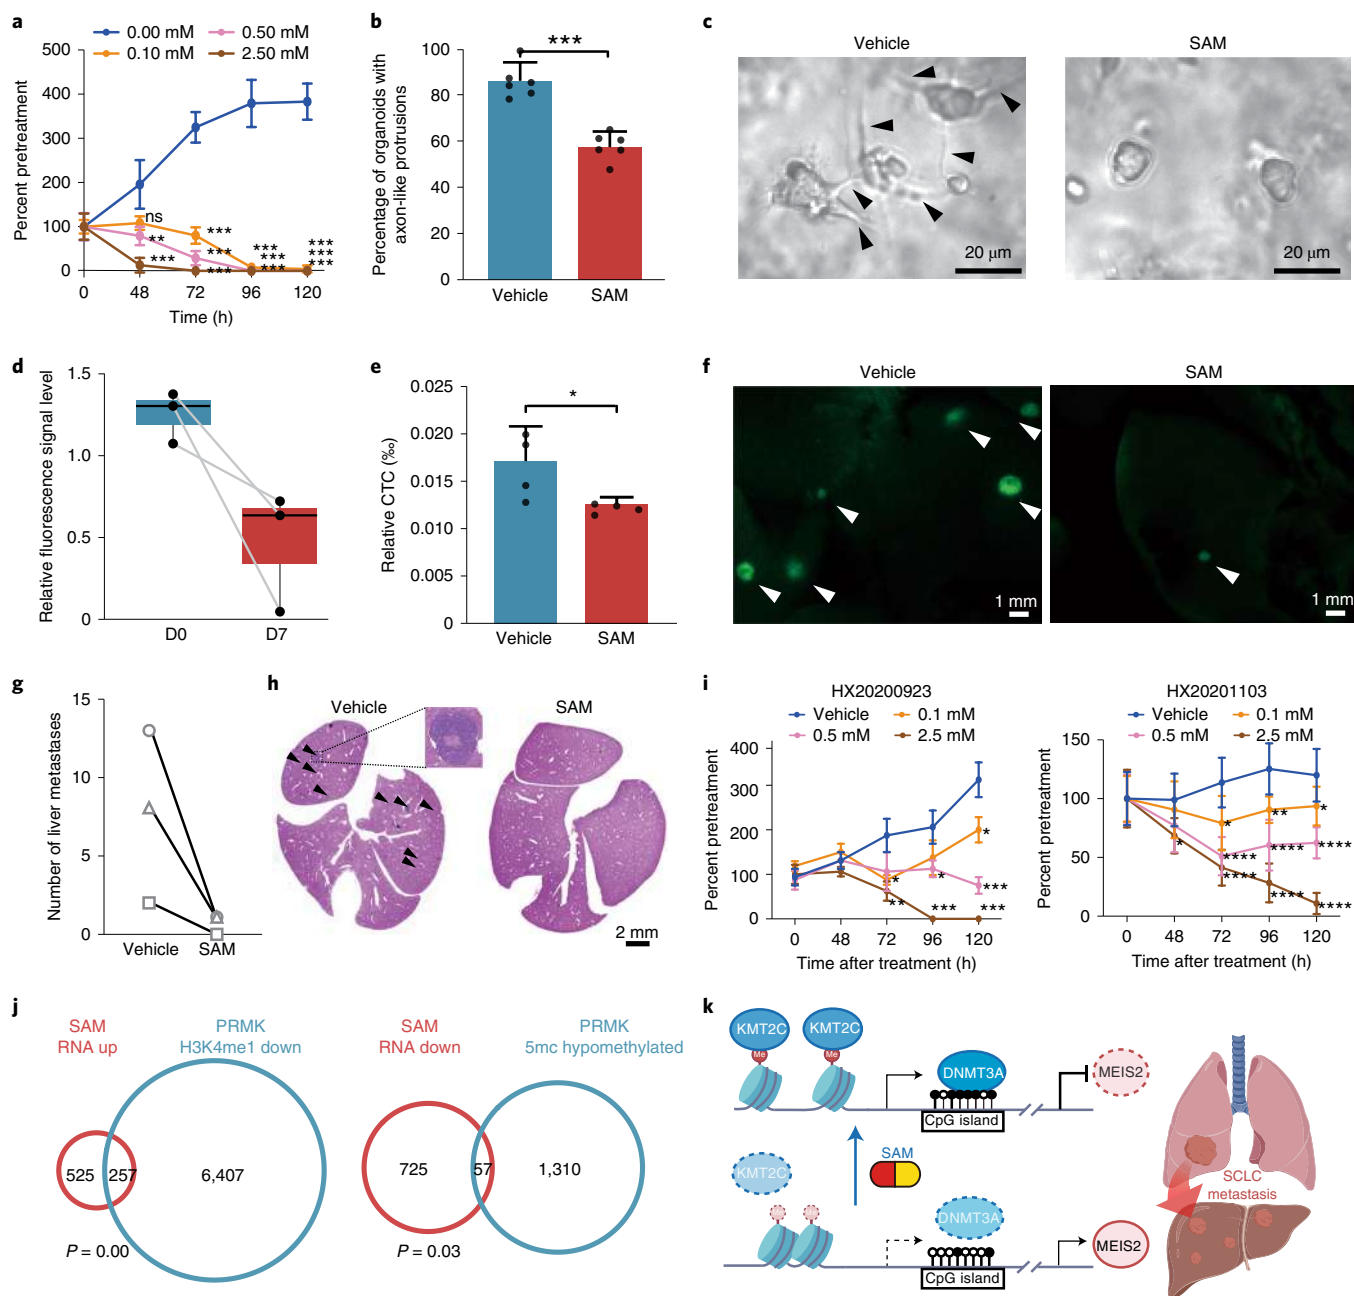 a
0.00 mM
0.50 mM
0.10 mM
2.50 mM
Percent pretreatment
500
400
300
200
100
0
ns
**
***
***
***
***
***
***
***
***
***
***
0
48
72
96
120
Time (h)
b
Percentage of organoids with
axon-like protrusions
100
80
60
40
20
0
***
Vehicle
SAM
c
Vehicle
SAM
20 μm
20 μm
d
Relative fluorescence signal level
1.5
1.0
0.5
0
D0
D7
e
Relative CTC (‰)
0.025
0.020
0.015
0.010
0.005
0
*
Vehicle
SAM
f
Vehicle
SAM
1 mm
1 mm
g
Number of liver metastases
15
10
5
0
Vehicle
SAM
h
Vehicle
SAM
2 mm
i
HX20200923
Vehicle
0.1 mM
0.5 mM
2.5 mM
Percent pretreatment
400
300
200
100
0
*
**
*
***
*
***
***
0
48
72
96
120
Time after treatment (h)
HX20201103
Vehicle
0.1 mM
0.5 mM
2.5 mM
Percent pretreatment
150
100
50
0
*
*
****
****
**
****
****
*
****
****
0
48
72
96
120
Time after treatment (h)
j
SAM
RNA up
PRMK
H3K4me1 down
525
257
6,407
P = 0.00
SAM
RNA down
PRMK
5mc hypomethylated
725
57
1,310
P = 0.03
k
KMT2C
KMT2C
Me
Me
DNMT3A
CpG island
MEIS2
SAM
KMT2C
DNMT3A
CpG island
MEIS2
SCLC
metastasis